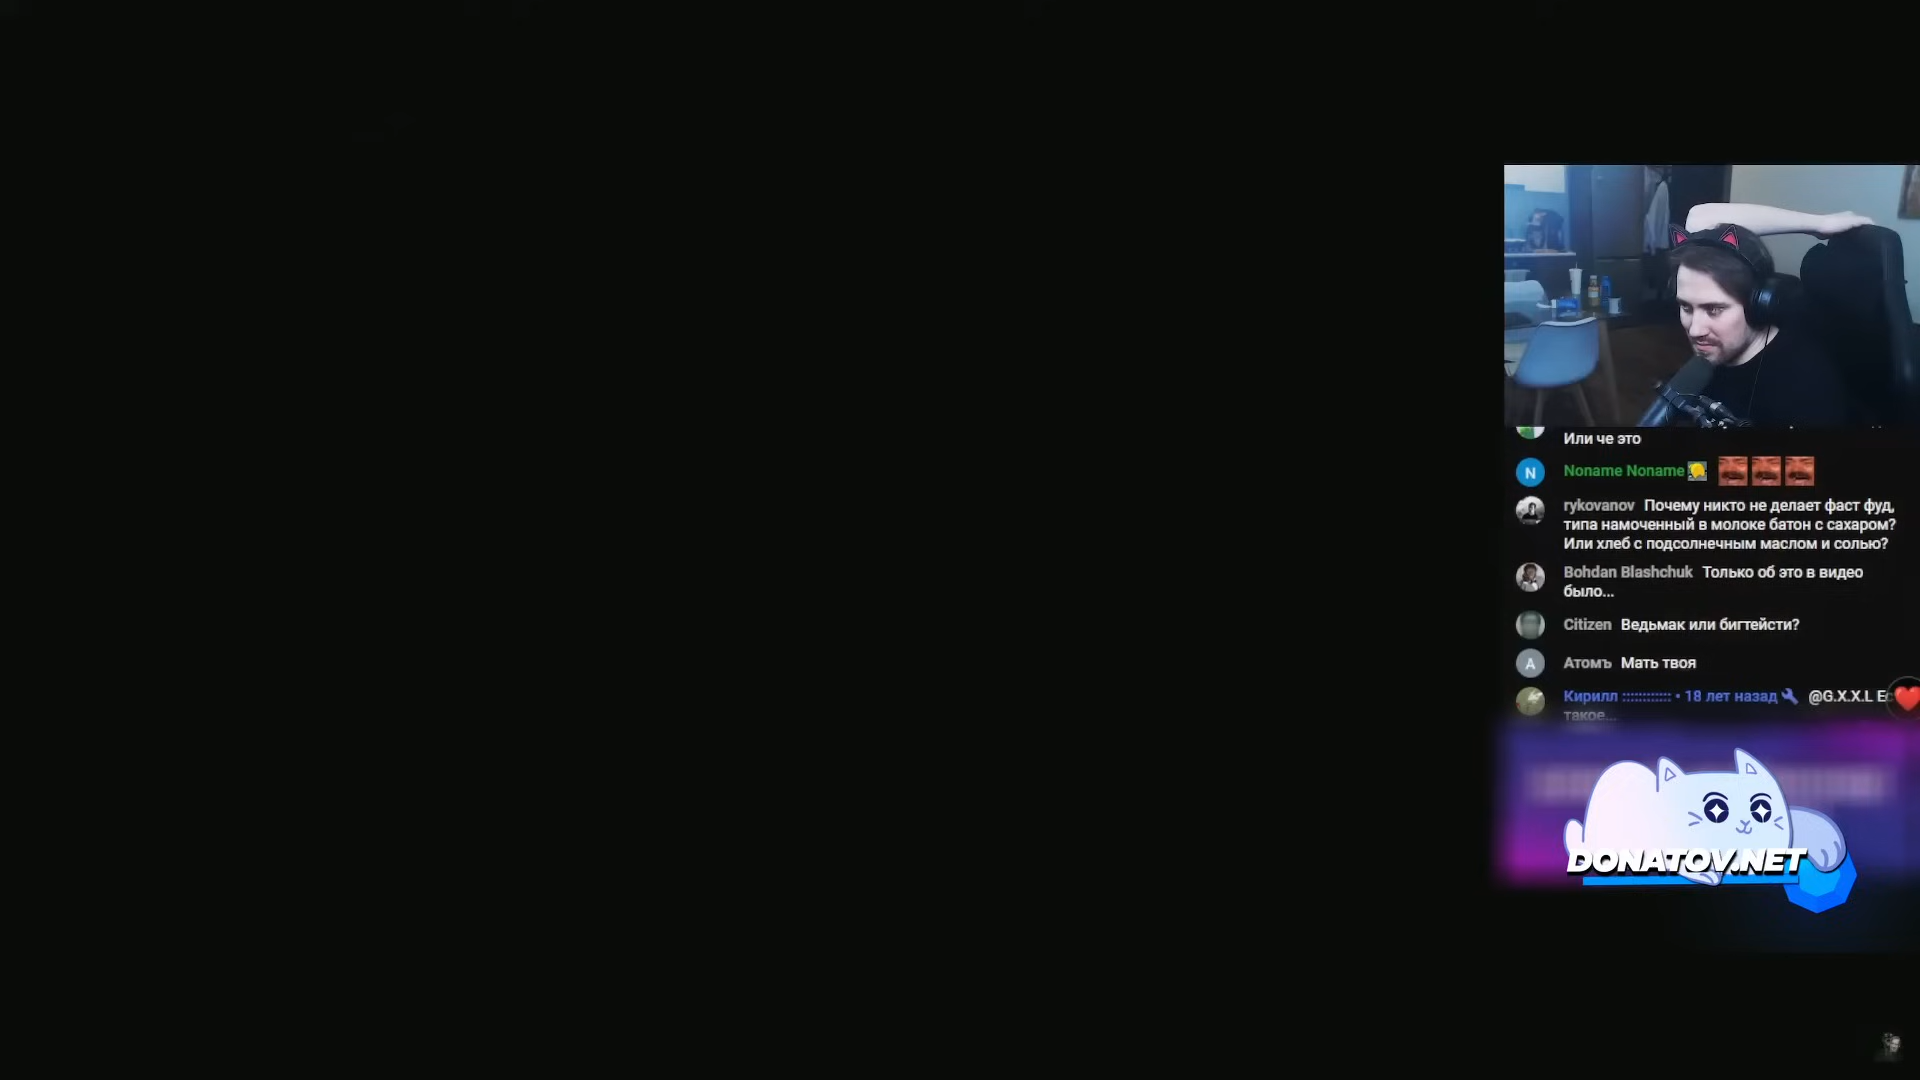 Или че это
N Noname Noname
rykovanov Почему никто не делает фаст фуд,
типа намоченный в молоке батон с сахаром?
Или хлеб с подсолнечным маслом и солью?
Bohdan Blashchuk Только об это в видео
было...
Citizen Ведьмак или бигтейсти?
A Атомъ Мать твоя
Кирилл :::::::::::: • 18 лет назад @G.X.X.L
такое...
DONATOV.NET